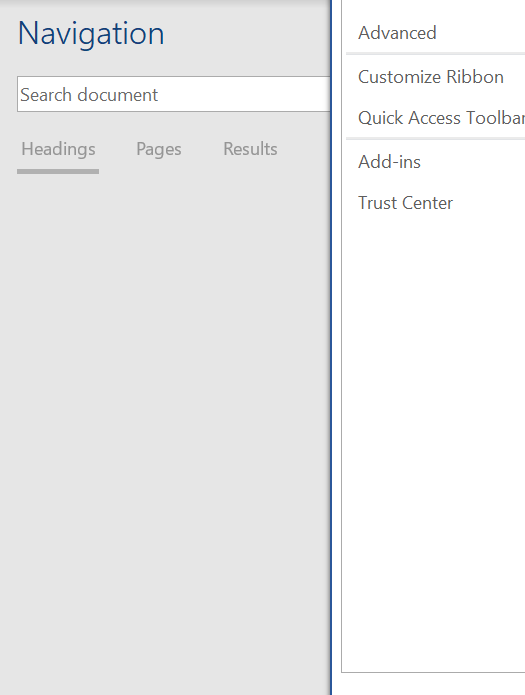 Navigation
Search document
Headings
Pages
Results
Advanced
Customize Ribbon
Quick Access Toolbar
Add-ins
Trust Center